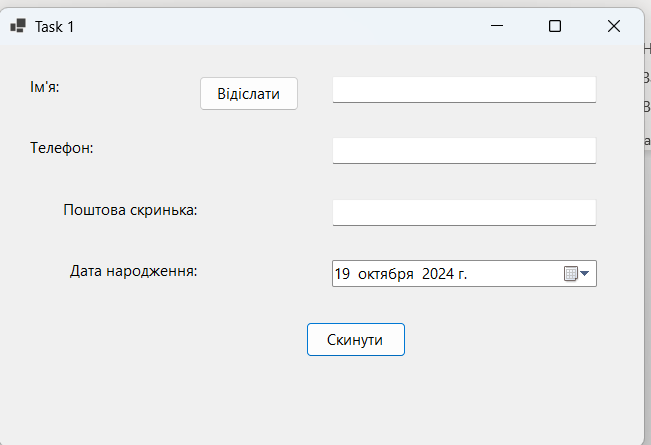 Task 1
Ім'я:
Відіслати
Телефон:
Поштова скринька:
Дата народження:
19 октября 2024 г.
Скинути